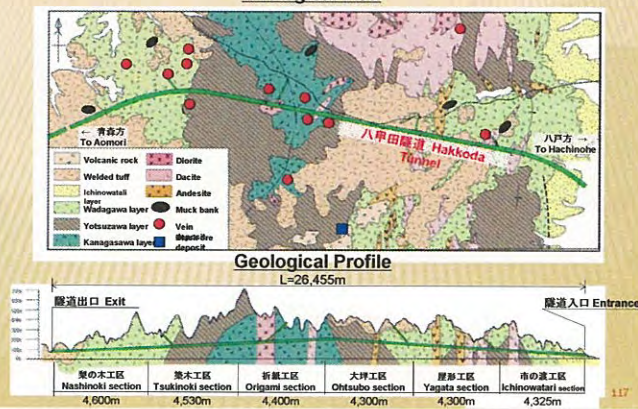 ← 青森方
To Aomori
八甲田隧道 Hakkoda
Tunnel
八戸方 →
To Hachinohe
Volcanic rock
Welded tuff
Ichinowatali
layer
Wadagawa layer
Yotsuzawa layer
Kanagasawa layer
Diorite
Dacite
Andesite
Muck bank
Vein
deposit
Geological Profile
L=26,455m
隧道出口 Exit
隧道入口 Entrance
梨の木工区
Nashinoki section
4,600m
築木工区
Tsukinoki section
4,530m
折紙工区
Origami section
4,400m
大坪工区
Ohtsubo section
4,300m
屋形工区
Yagata section
4,300m
市の渡工区
Ichinowatari section
4,325m
117